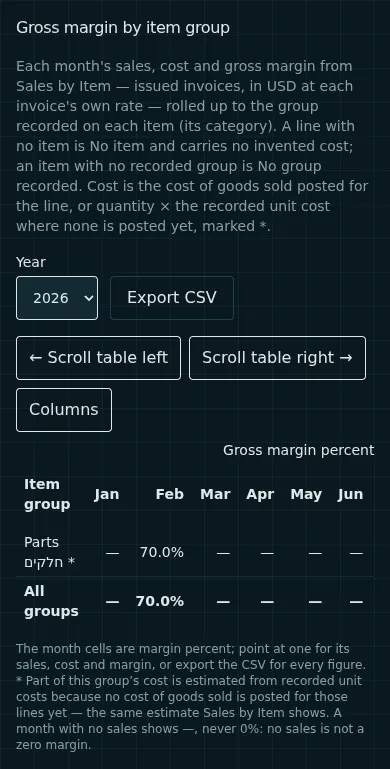 Gross margin by item group
Each month's sales, cost and gross margin from
Sales by Item — issued invoices, in USD at each
invoice's own rate — rolled up to the group
recorded on each item (its category). A line with
no item is No item and carries no invented cost;
an item with no recorded group is No group
recorded. Cost is the cost of goods sold posted for
the line, or quantity × the recorded unit cost
where none is posted yet, marked *.
Year
2026 Export CSV
← Scroll table left Scroll table right →
Columns
Gross margin percent
Item group Jan Feb Mar Apr May Jun
Parts חלקים * — 70.0% — — — —
All groups — 70.0% — — — —
The month cells are margin percent; point at one for its
sales, cost and margin, or export the CSV for every figure.
* Part of this group’s cost is estimated from recorded unit
costs because no cost of goods sold is posted for those
lines yet — the same estimate Sales by Item shows. A
month with no sales shows —, never 0%: no sales is not a
zero margin.